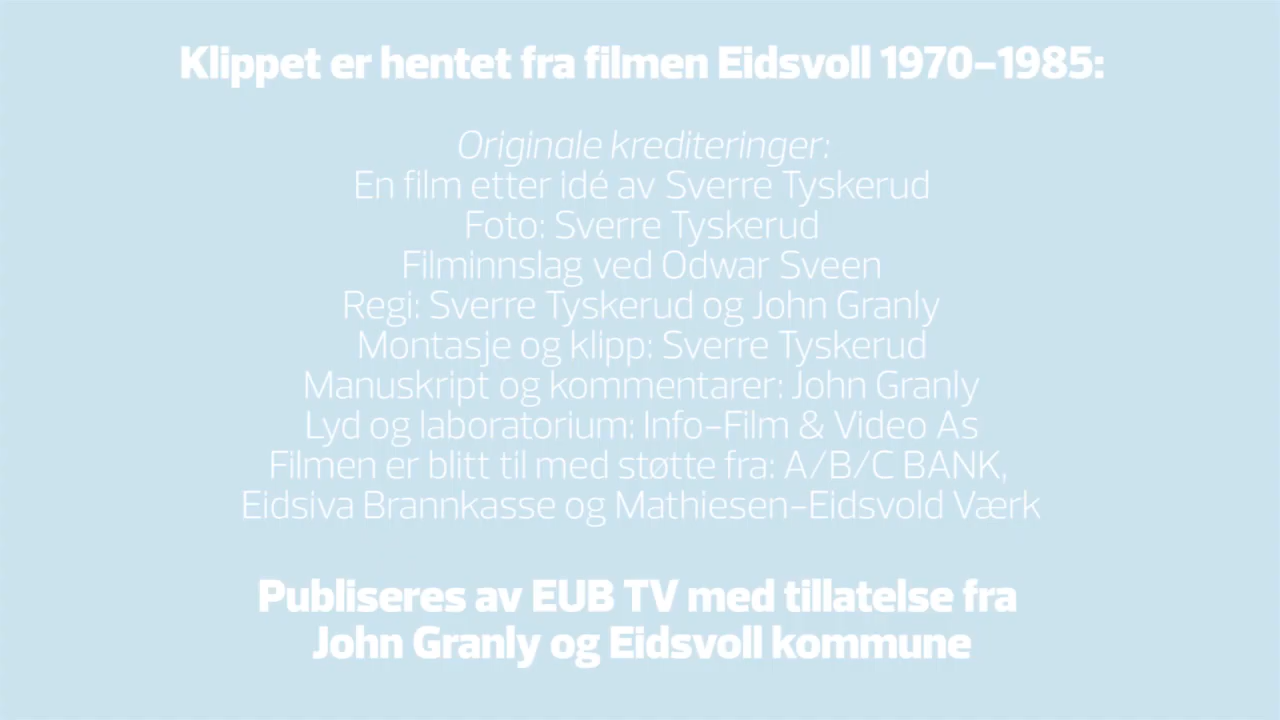 Klippet er hentet fra filmen Eidsvoll 1970–1985:
Originale krediteringer:
En film etter idé av Sverre Tyskerud
Foto: Sverre Tyskerud
Filminnslag ved Odwar Sveen
Regi: Sverre Tyskerud og John Granly
Montasje og klipp: Sverre Tyskerud
Manuskript og kommentarer: John Granly
Lyd og laboratorium: Info-Film & Video As
Filmen er blitt til med støtte fra: A/B/C BANK,
Eidsiva Brannkasse og Mathiesen-Eidsvold Værk
Publiseres av EUB TV med tillatelse fra
John Granly og Eidsvoll kommune